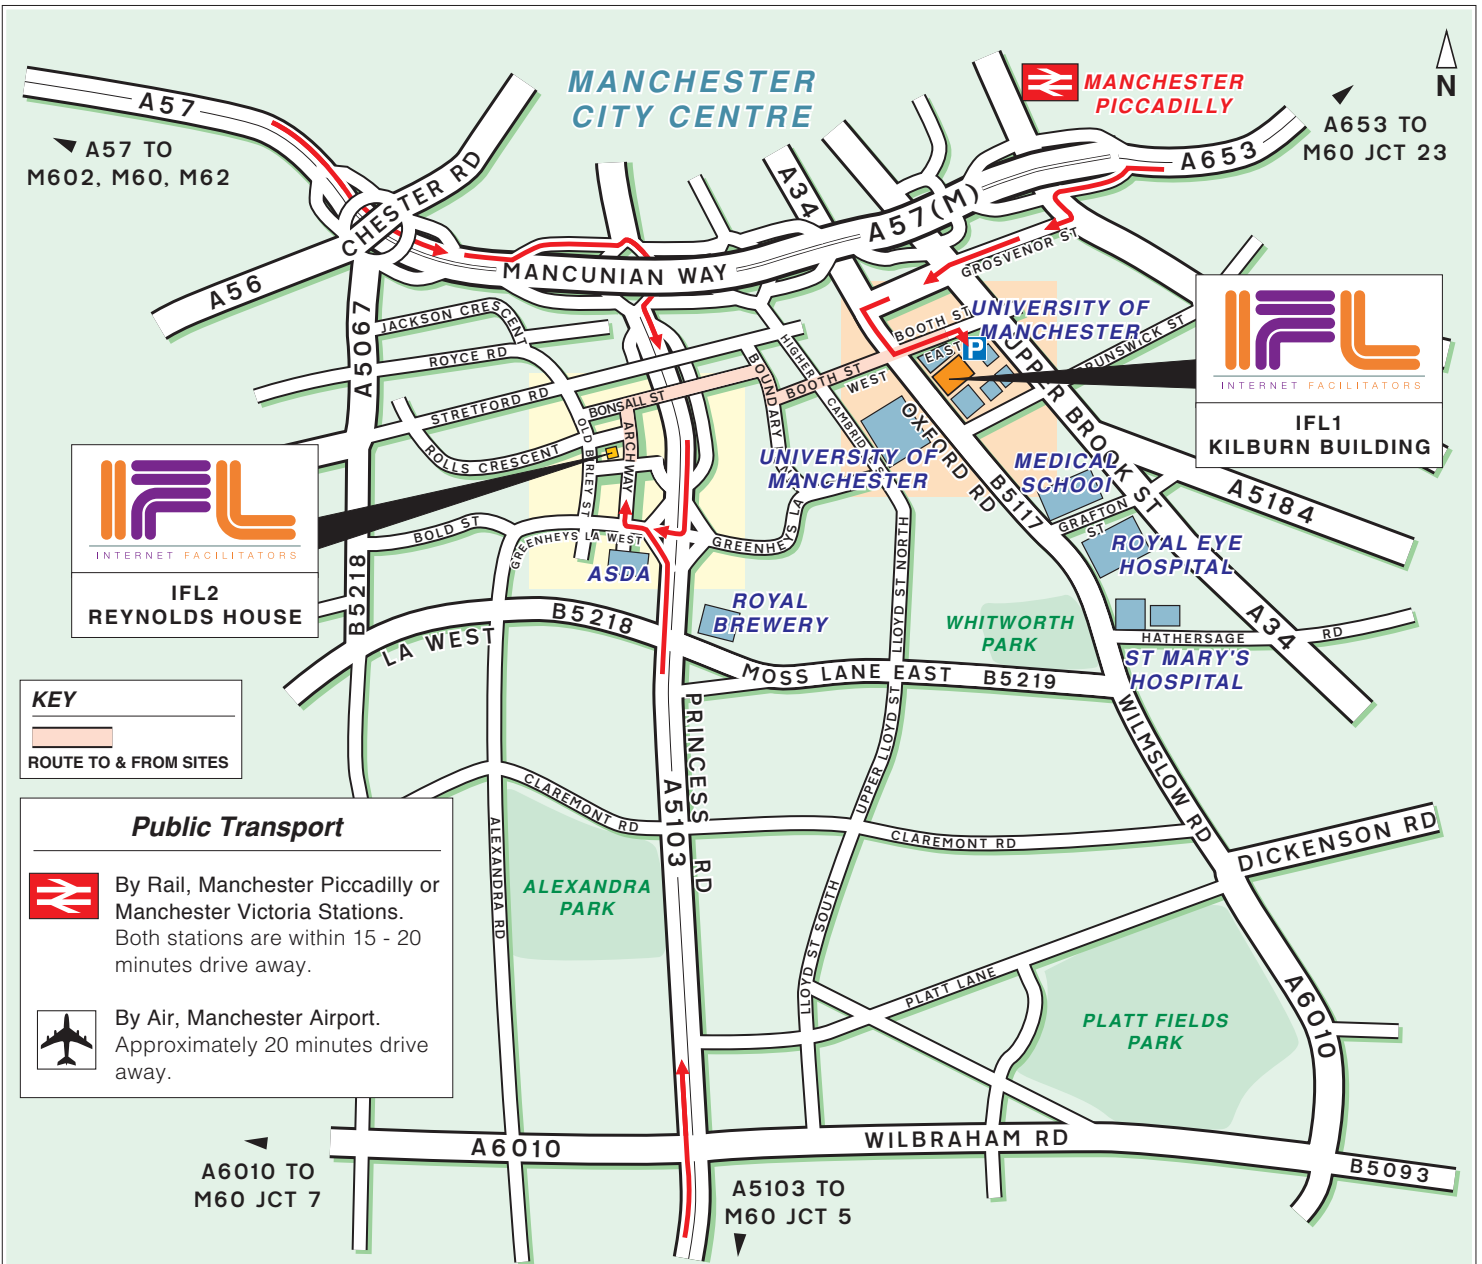 MANCHESTER
CITY CENTRE
MANCHESTER
PICCADILLY
N
A653 TO
M60 JCT 23
A57
A57 TO
M602, M60, M62
CHESTER RD
A34
A57(M)
A653
A56
MANCUNIAN WAY
GROSVENOR ST
A5067
JACKSON CRESCENT
ROYCE RD
STRETFORD RD
BONSALL ST
ROLLS CRESCENT
OLD BIRLEY ST
ARCHWAY
BOUNDARY LA
HIGHER CAMBRIDGE ST
BOOTH ST
WEST
BOOTH ST
EAST
P
UNIVERSITY OF
MANCHESTER
BRUNSWICK ST
UPPER BROOK ST
OXFORD RD
INTERNET FACILITATORS
IFL1
KILBURN BUILDING
UNIVERSITY OF
MANCHESTER
MEDICAL
SCHOOl
B5117
A5184
GRAFTON
ST
ROYAL EYE
HOSPITAL
INTERNET FACILITATORS
IFL2
REYNOLDS HOUSE
BOLD ST
GREENHEYS LA WEST
GREENHEYS LA
ASDA
ROYAL
BREWERY
LLOYD ST NORTH
WHITWORTH
PARK
HATHERSAGE
RD
A34
ST MARY'S
HOSPITAL
B5218
LA WEST
B5218
MOSS LANE EAST
B5219
WILMSLOW RD
UPPER LLOYD ST
KEY
ROUTE TO & FROM SITES
PRINCESS RD
A5103
CLAREMONT RD
CLAREMONT RD
DICKENSON RD
ALEXANDRA RD
ALEXANDRA
PARK
LLOYD ST SOUTH
PLATT LANE
PLATT FIELDS
PARK
A6010
Public Transport
By Rail, Manchester Piccadilly or
Manchester Victoria Stations.
Both stations are within 15 - 20
minutes drive away.
By Air, Manchester Airport.
Approximately 20 minutes drive
away.
A6010
WILBRAHAM RD
B5093
A6010 TO
M60 JCT 7
A5103 TO
M60 JCT 5